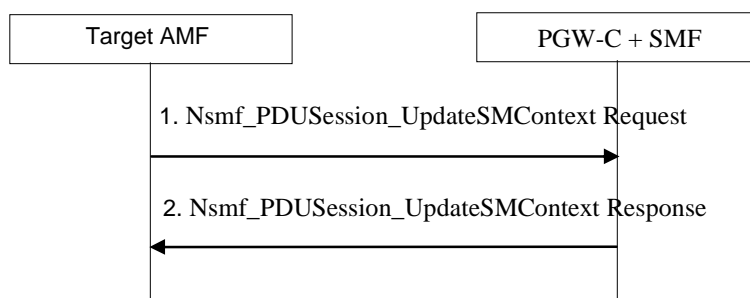 Target AMF
PGW-C + SMF
1. Nsmf_PDUSession_UpdateSMContext Request
2. Nsmf_PDUSession_UpdateSMContext Response